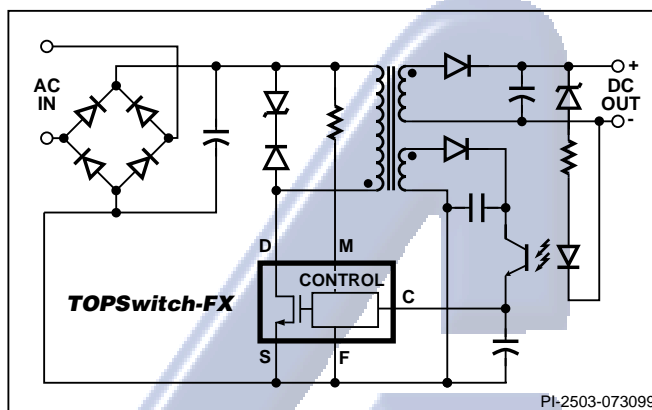 AC
IN
+
DC
OUT
-
D
M
CONTROL
C
TOPSwitch-FX
S
F
PI-2503-073099